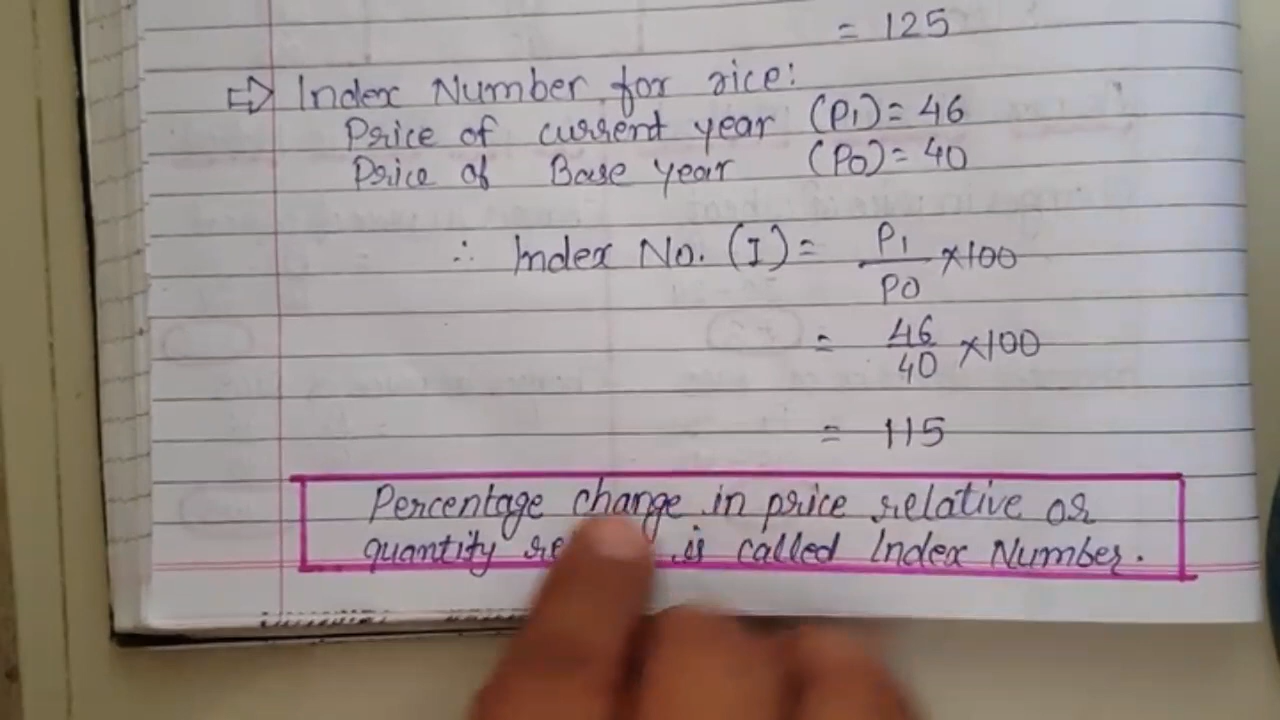 = 125
⇨ Index Number for rice:
Price of current year (P1) = 46
Price of Base year (P0) = 40
∴ Index No. (I) = P1/P0 ×100
= 46/40 ×100
= 115
Percentage change in price relative or
quantity is called Index Number.